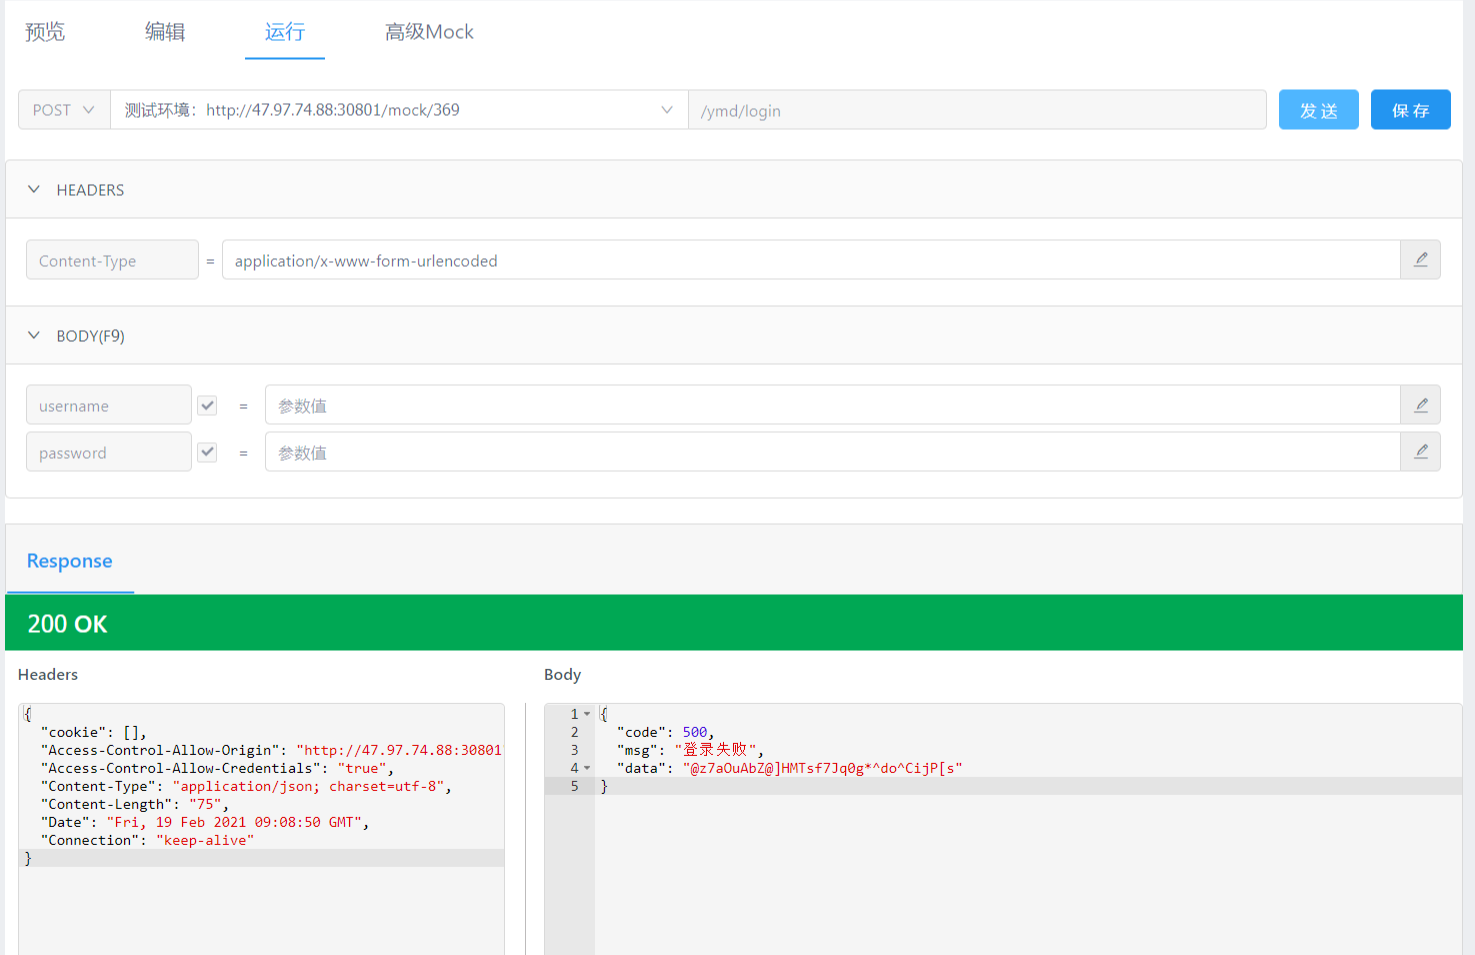 预览 编辑 运行 高级Mock
POST 测试环境：http://47.97.74.88:30801/mock/369 /ymd/login 发 送 保 存
HEADERS
Content-Type = application/x-www-form-urlencoded
BODY(F9)
username = 参数值
password = 参数值
Response
200 OK
Headers
{
"cookie": [],
"Access-Control-Allow-Origin": "http://47.97.74.88:30801
"Access-Control-Allow-Credentials": "true",
"Content-Type": "application/json; charset=utf-8",
"Content-Length": "75",
"Date": "Fri, 19 Feb 2021 09:08:50 GMT",
"Connection": "keep-alive"
}
Body
1 {
2 "code": 500,
3 "msg": "登录失败",
4 "data": "@z7aOuAbZ@]HMTsf7Jq0g*^do^CijP[s"
5 }